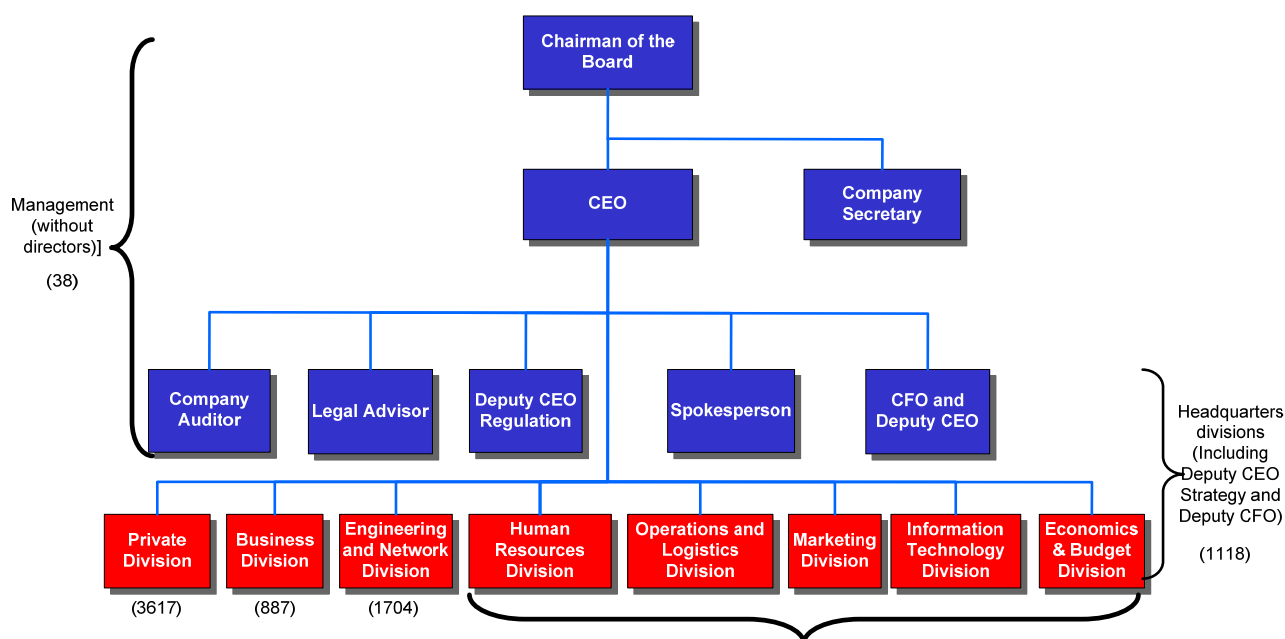 Chairman of the
Board
CEO
Company
Secretary
Management
(without
directors)]
(38)
Company
Auditor
Legal Advisor
Deputy CEO
Regulation
Spokesperson
CFO and
Deputy CEO
Headquarters
divisions
(Including
Deputy CEO
Strategy and
Deputy CFO)
(1118)
Private
Division
Business
Division
Engineering
and Network
Division
Human
Resources
Division
Operations and
Logistics
Division
Marketing
Division
Information
Technology
Division
Economics
& Budget
Division
(3617)
(887)
(1704)